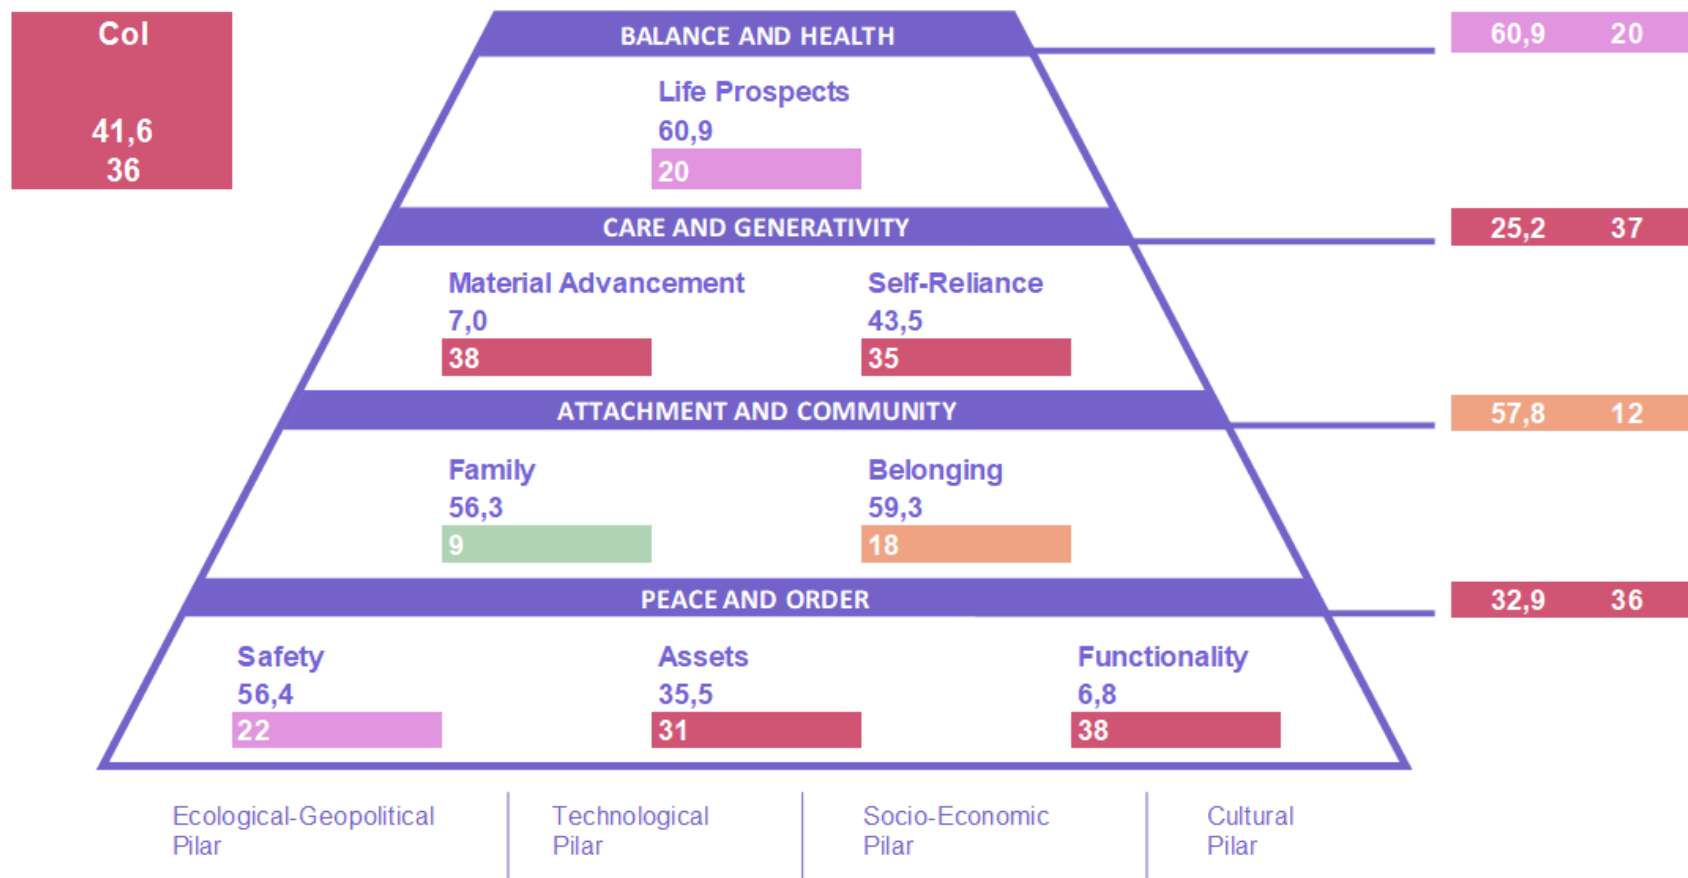 Col
41,6
36
BALANCE AND HEALTH
60,9 20
Life Prospects
60,9
20
CARE AND GENERATIVITY
25,2 37
Material Advancement
7,0
38
Self-Reliance
43,5
35
ATTACHMENT AND COMMUNITY
57,8 12
Family
56,3
9
Belonging
59,3
18
PEACE AND ORDER
32,9 36
Safety
56,4
22
Assets
35,5
31
Functionality
6,8
38
Ecological-Geopolitical
Pilar
Technological
Pilar
Socio-Economic
Pilar
Cultural
Pilar